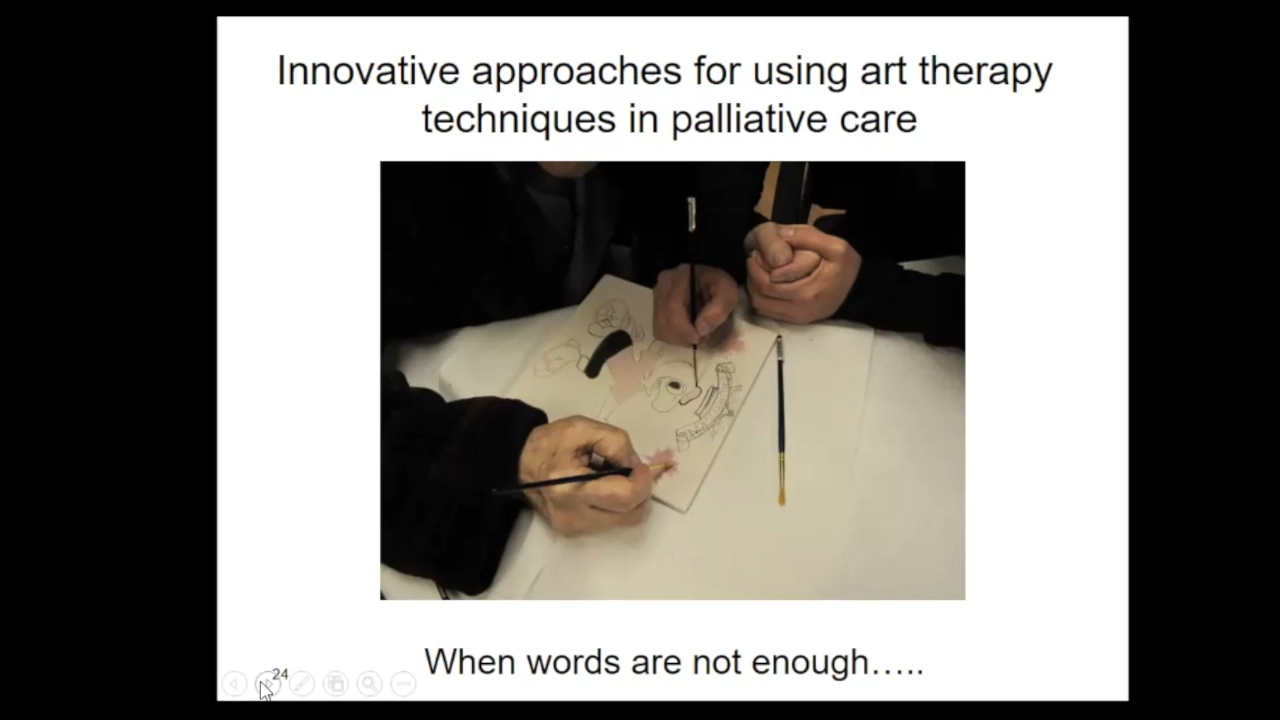 Innovative approaches for using art therapy
techniques in palliative care
When words are not enough.....
24